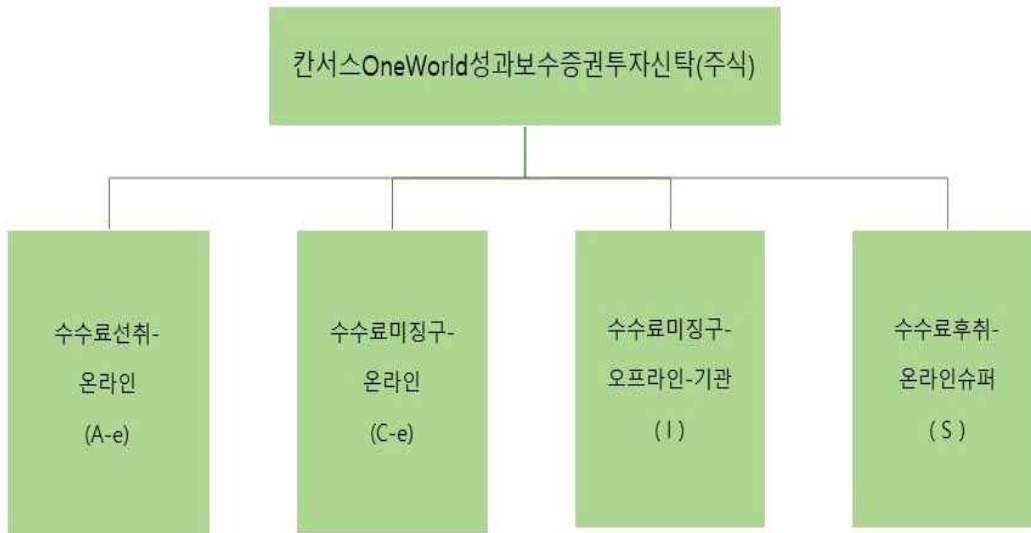 칸서스OneWorld성과보수증권투자신탁(주식)
수수료선취-
온라인
(A-e)
수수료미징구-
온라인
(C-e)
수수료미징구-
오프라인-기관
( I )
수수료후취-
온라인슈퍼
( S )